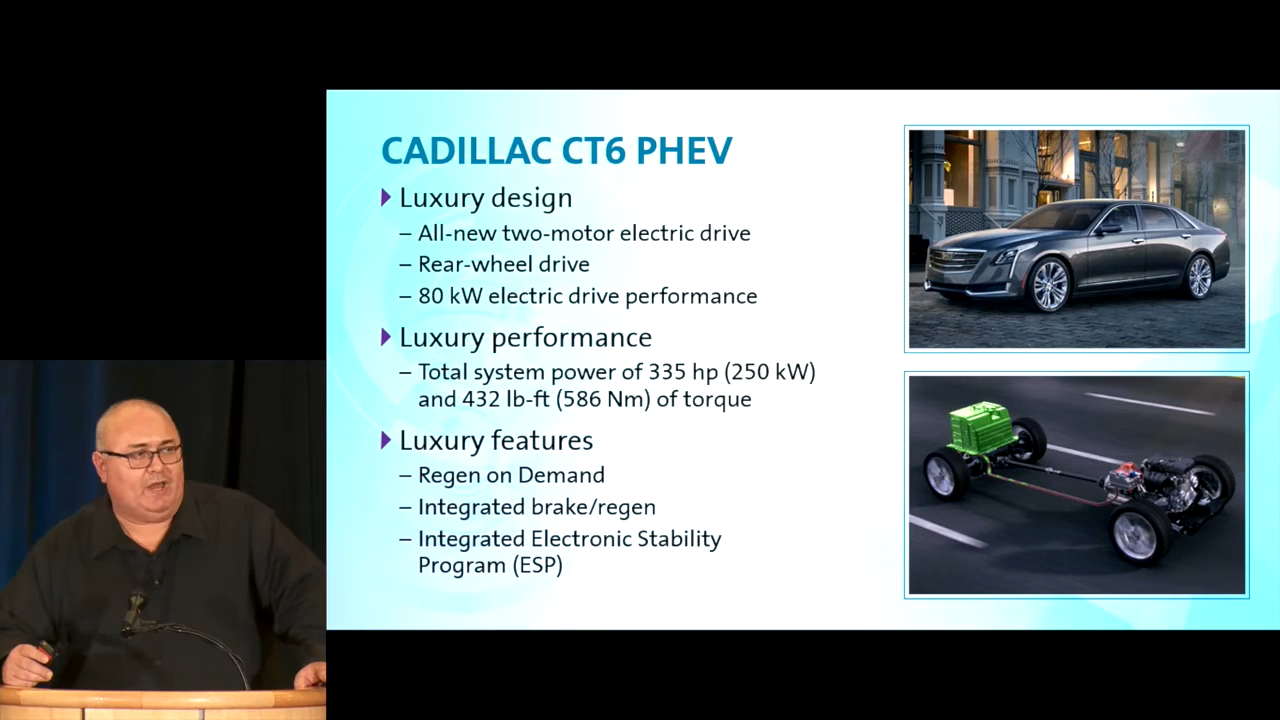 CADILLAC CT6 PHEV
Luxury design
– All-new two-motor electric drive
– Rear-wheel drive
– 80 kW electric drive performance
Luxury performance
– Total system power of 335 hp (250 kW)
and 432 lb-ft (586 Nm) of torque
Luxury features
– Regen on Demand
– Integrated brake/regen
– Integrated Electronic Stability
Program (ESP)